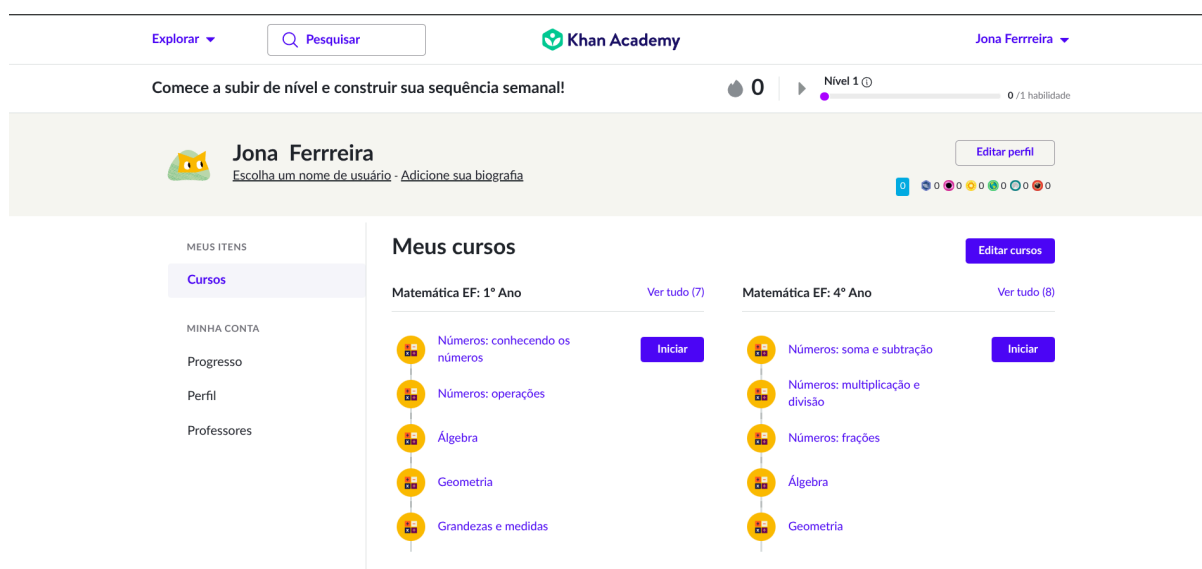 Explorar
Pesquisar
Khan Academy
Jona Ferrreira
Comece a subir de nível e construir sua sequência semanal!
0
Nível 1
0 /1 habilidade
Jona Ferrreira
Escolha um nome de usuário - Adicione sua biografia
Editar perfil
0 0 0 0 0 0 0
MEUS ITENS
Cursos
MINHA CONTA
Progresso
Perfil
Professores
Meus cursos
Editar cursos
Matemática EF: 1º Ano
Ver tudo (7)
Números: conhecendo os
números
Iniciar
Números: operações
Álgebra
Geometria
Grandezas e medidas
Matemática EF: 4º Ano
Ver tudo (8)
Números: soma e subtração
Iniciar
Números: multiplicação e
divisão
Números: frações
Álgebra
Geometria